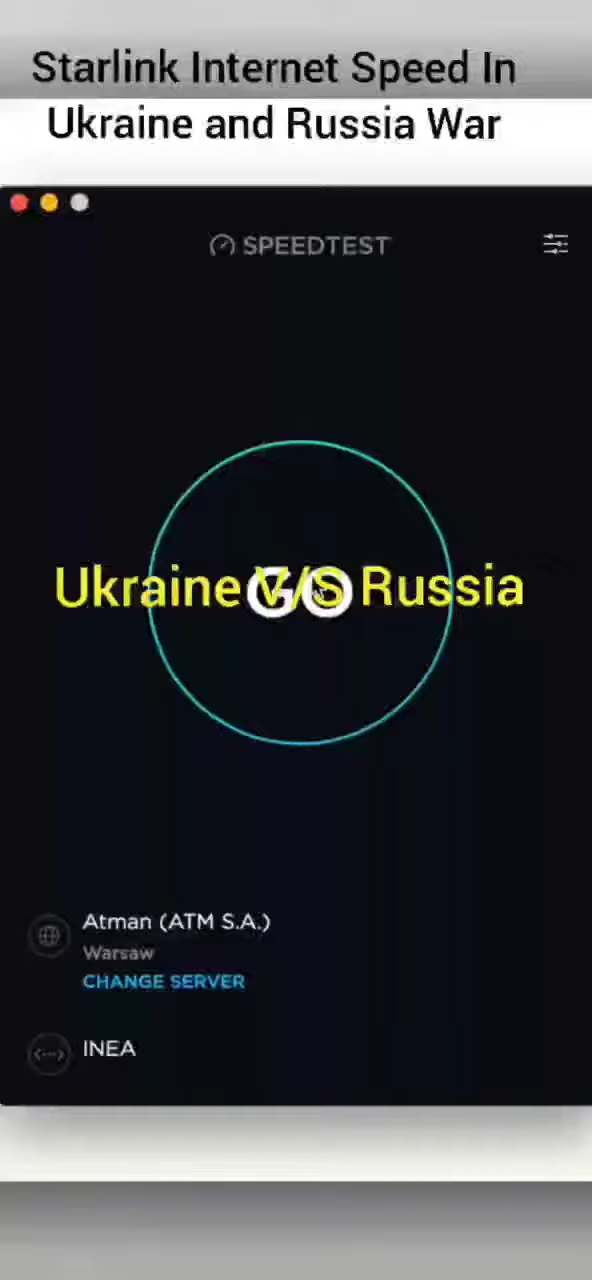 Starlink Internet Speed In
Ukraine and Russia War
SPEEDTEST
GO
Ukraine V/S Russia
Atman (ATM S.A.)
Warsaw
CHANGE SERVER
INEA